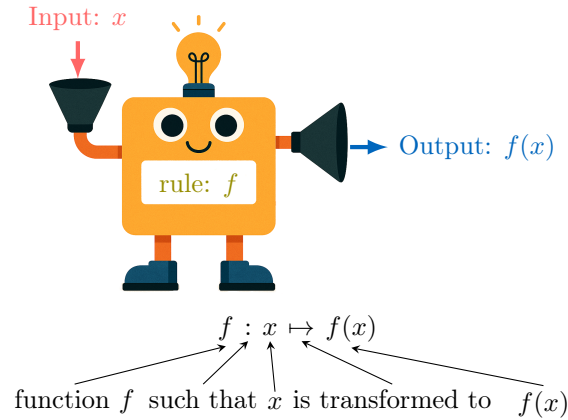 Input: x
Output: f(x)
rule: f
f : x ↦ f(x)
function f such that x is transformed to f(x)